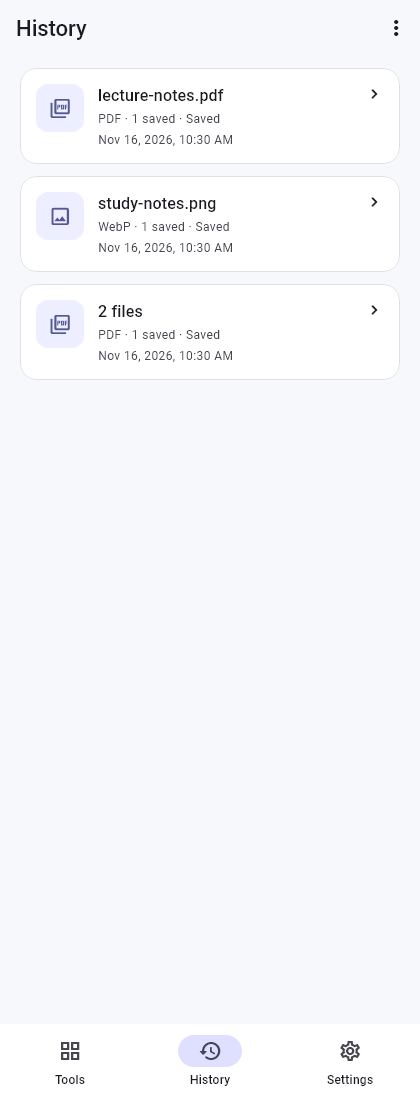 History
lecture-notes.pdf
PDF · 1 saved · Saved
Nov 16, 2026, 10:30 AM
study-notes.png
WebP · 1 saved · Saved
Nov 16, 2026, 10:30 AM
2 files
PDF · 1 saved · Saved
Nov 16, 2026, 10:30 AM
Tools
History
Settings